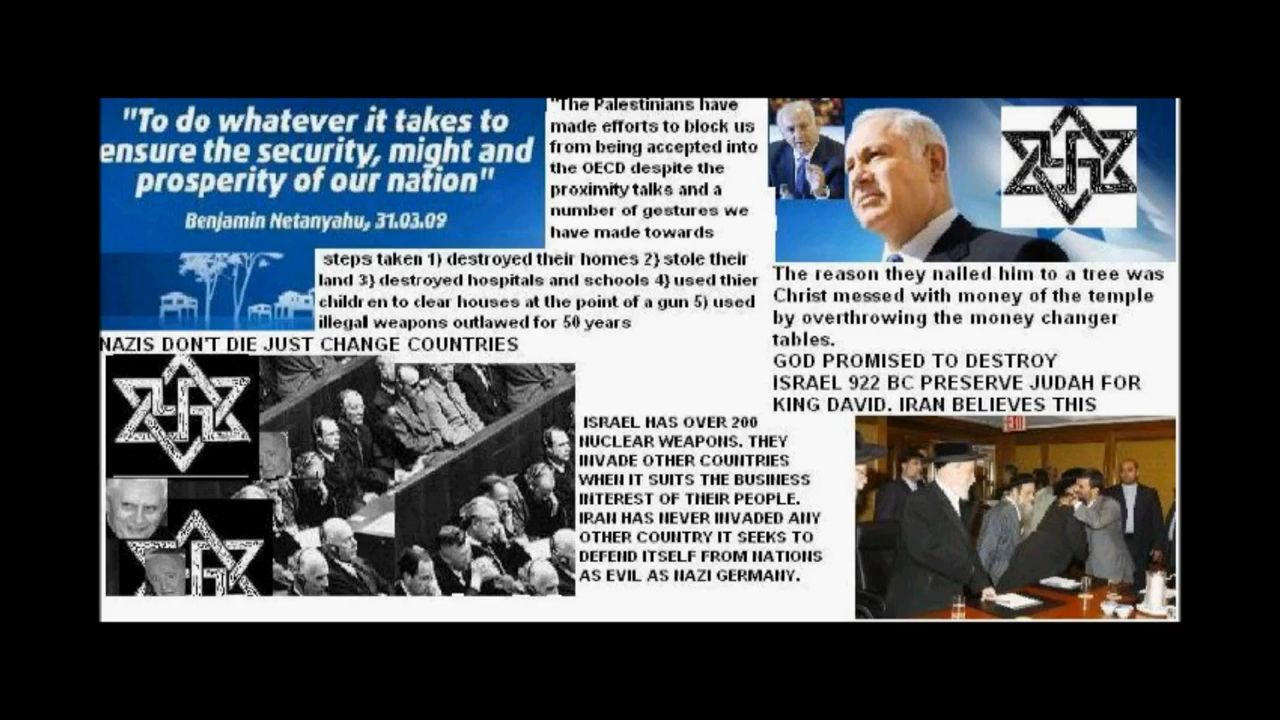 "To do whatever it takes to
ensure the security, might and
prosperity of our nation"
Benjamin Netanyahu, 31.03.09
"The Palestinians have
made efforts to block us
from being accepted into
the OECD despite the
proximity talks and a
number of gestures we
have made towards
steps taken 1) destroyed their homes 2} stole their
land 3} destroyed hospitals and schools 4} used thier
children to clear houses at the point of a gun 5) used
illegal weapons outlawed for 50 years
NAZIS DON'T DIE JUST CHANGE COUNTRIES
ISRAEL HAS OVER 200
NUCLEAR WEAPONS. THEY
INVADE OTHER COUNTRIES
WHEN IT SUITS THE BUSINESS
INTEREST OF THEIR PEOPLE.
IRAN HAS NEVER INVADED ANY
OTHER COUNTRY IT SEEKS TO
DEFEND ITSELF FROM NATIONS
AS EVIL AS NAZI GERMANY.
The reason they nailed him to a tree was
Christ messed with money of the temple
by overthrowing the money changer
tables.
GOD PROMISED TO DESTROY
ISRAEL 922 BC PRESERVE JUDAH FOR
KING DAVID. IRAN BELIEVES THIS
EXIT